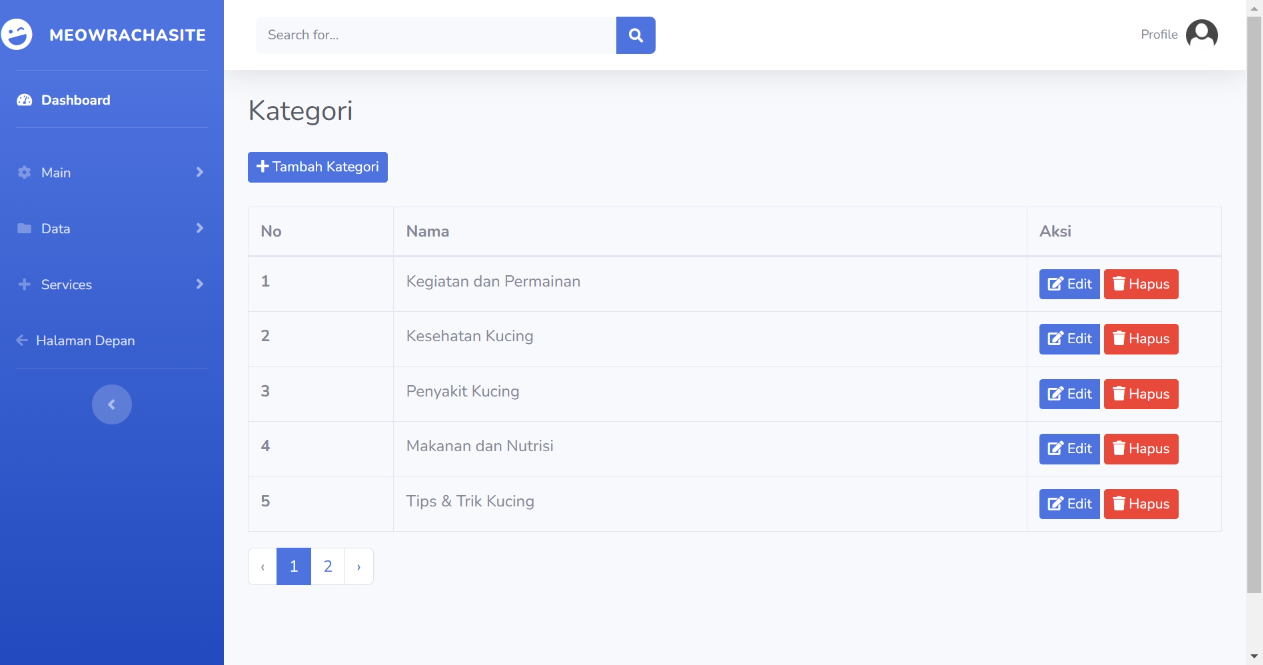 MEOWRACHASITE
Search for...
Profile
Dashboard
Main
Data
Services
Halaman Depan
Kategori
Tambah Kategori
No Nama Aksi
1 Kegiatan dan Permainan Edit Hapus
2 Kesehatan Kucing Edit Hapus
3 Penyakit Kucing Edit Hapus
4 Makanan dan Nutrisi Edit Hapus
5 Tips & Trik Kucing Edit Hapus
‹ 1 2 ›